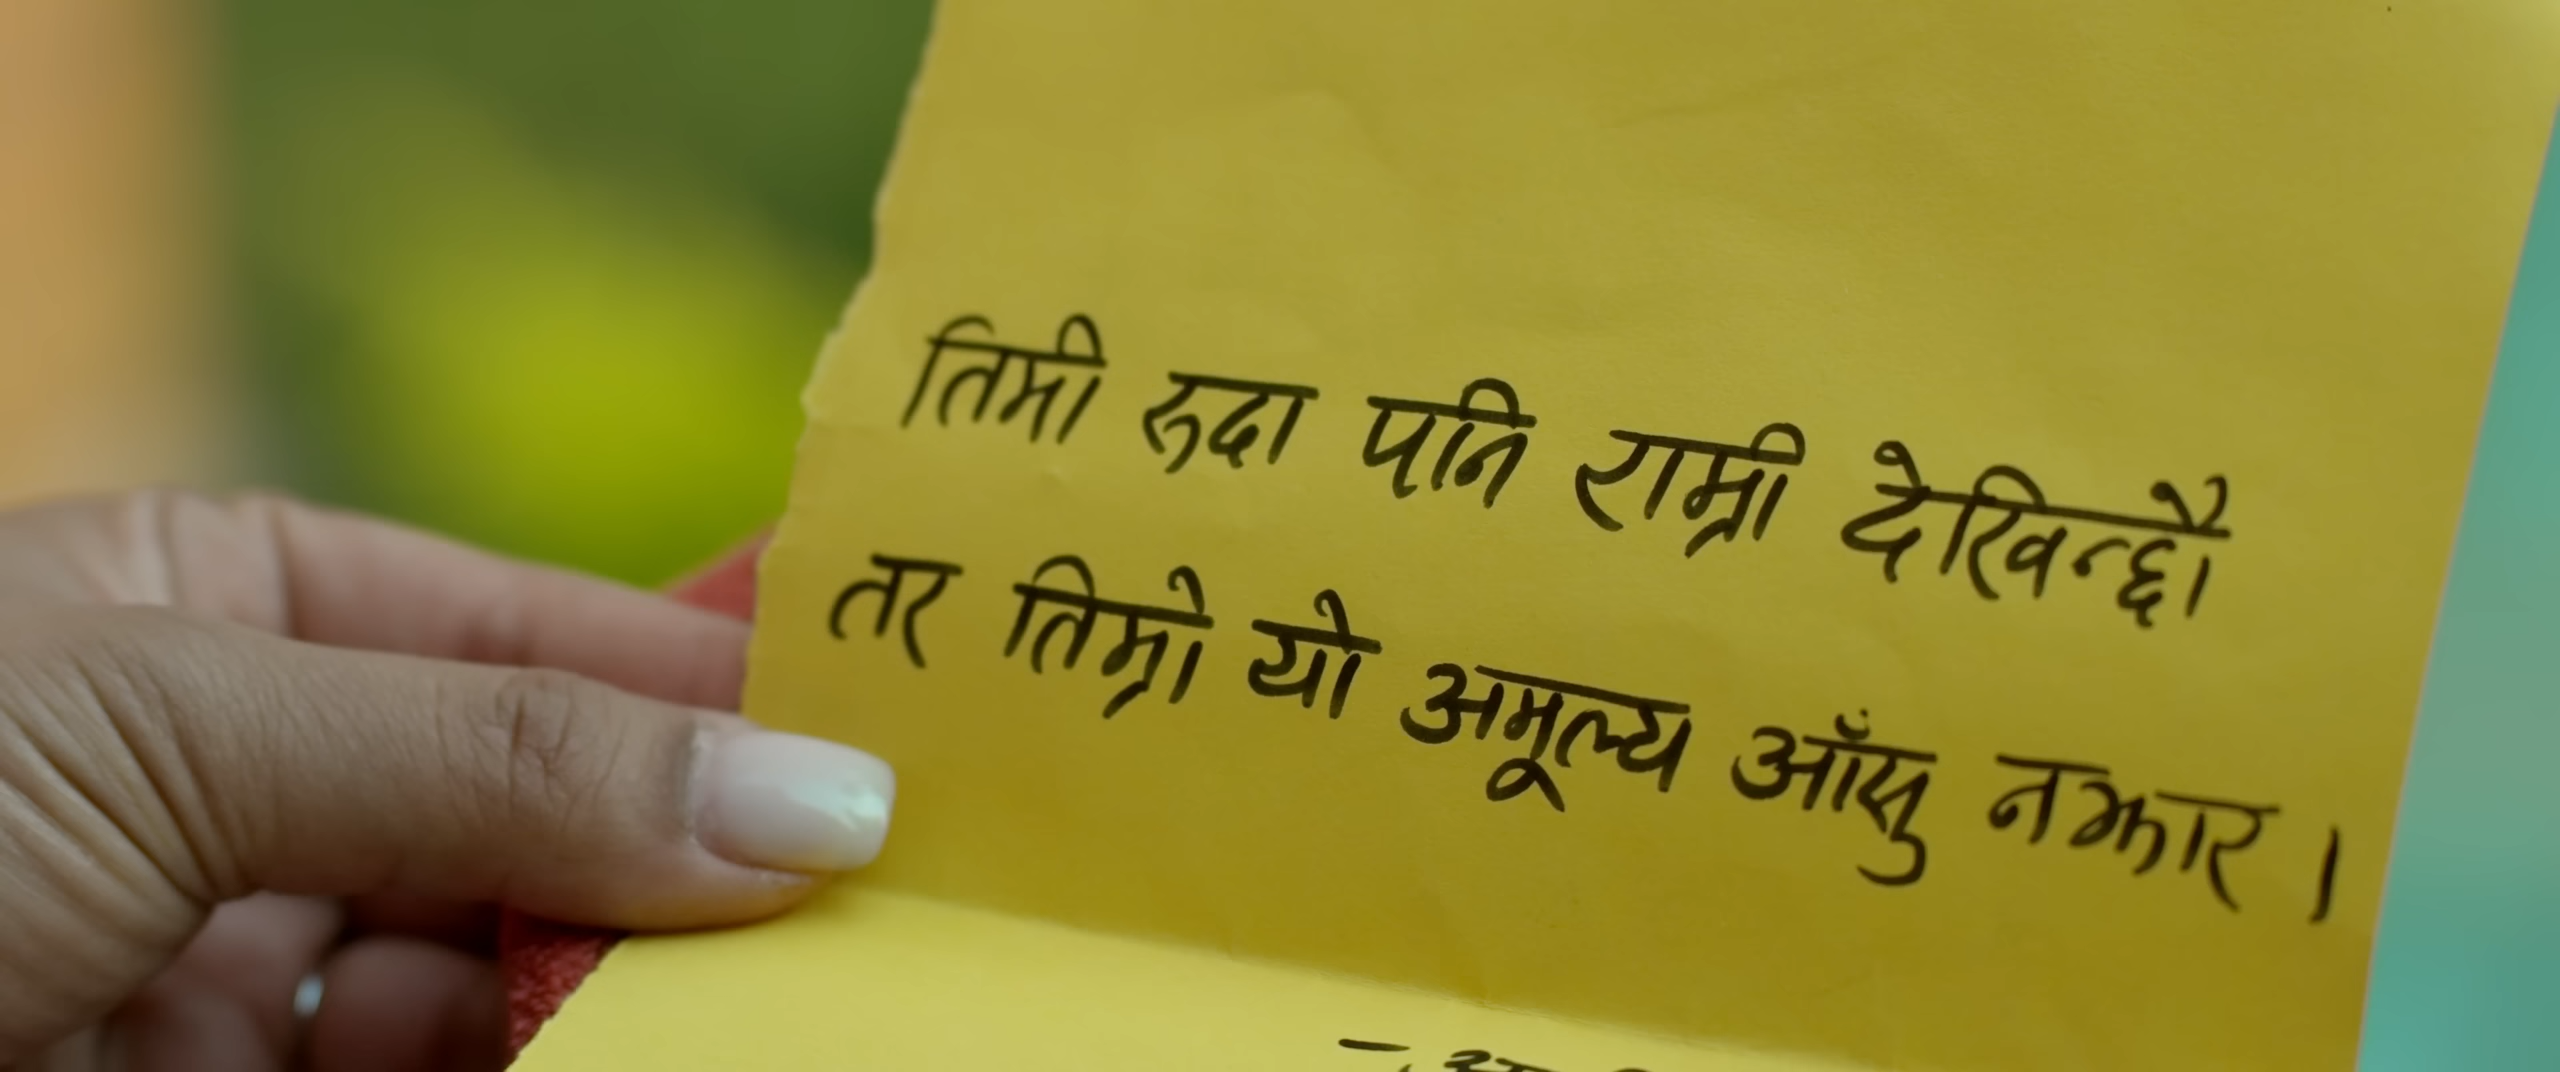 तिमी रुदा पनि राम्री देखिन्छौ
तर तिम्रो यो अमूल्य आँसु नझार ।